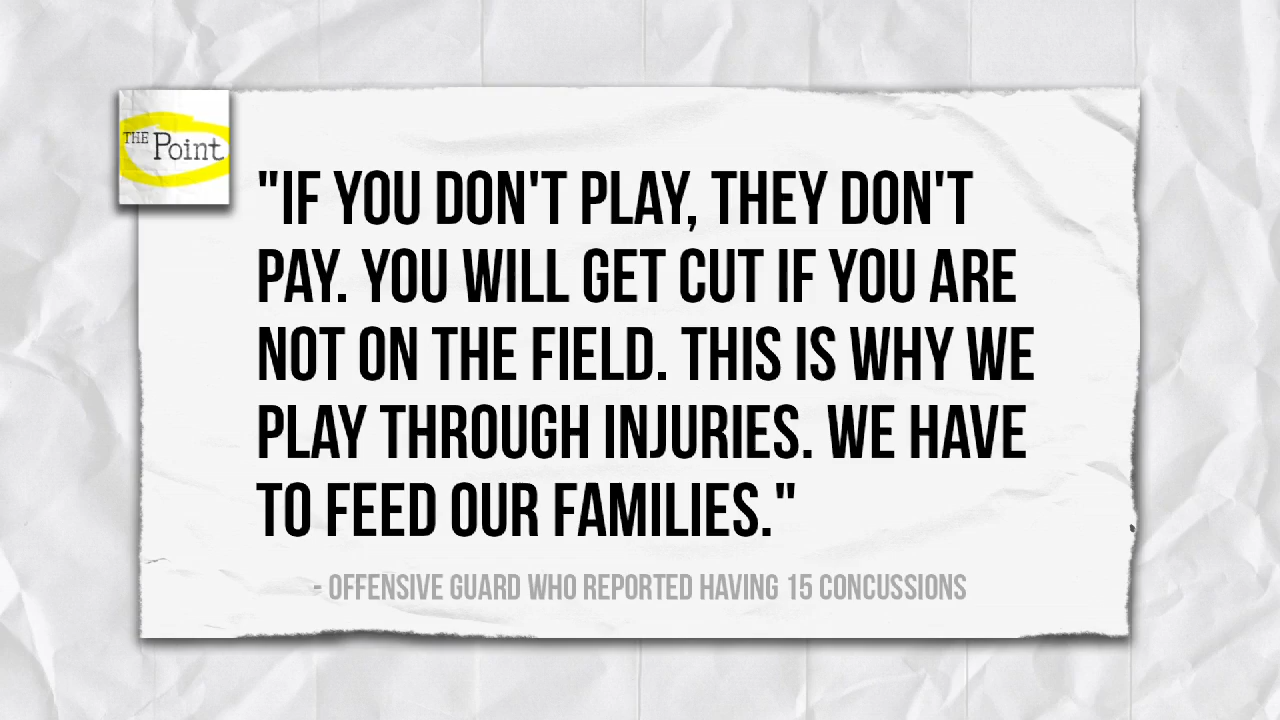 THE
Point
"IF YOU DON'T PLAY, THEY DON'T
PAY. YOU WILL GET CUT IF YOU ARE
NOT ON THE FIELD. THIS IS WHY WE
PLAY THROUGH INJURIES. WE HAVE
TO FEED OUR FAMILIES."
- OFFENSIVE GUARD WHO REPORTED HAVING 15 CONCUSSIONS